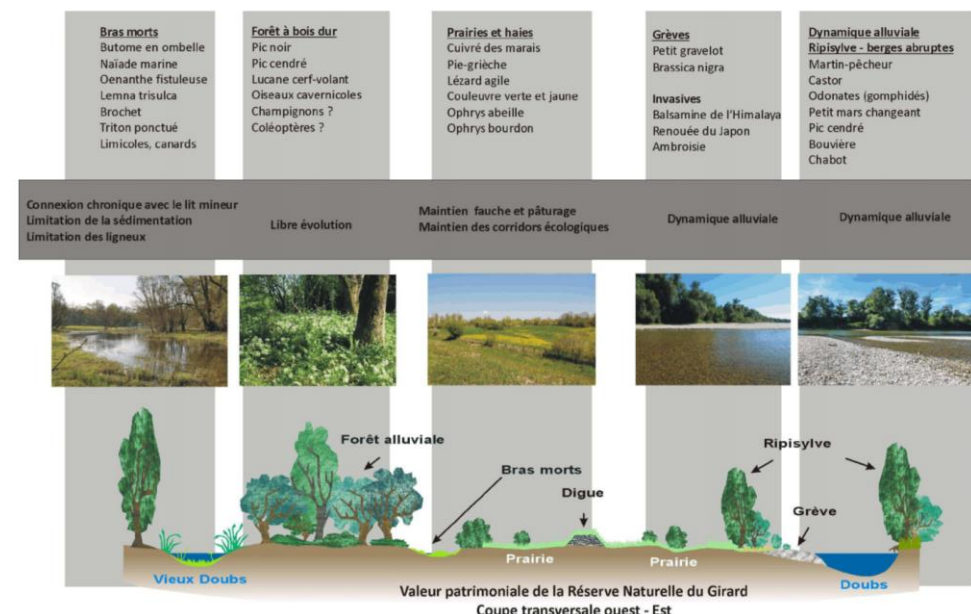 Bras morts
Butome en ombelle
Naïade marine
Oenanthe fistuleuse
Lemna trisulca
Brochet
Triton ponctué
Limicoles, canards
Forêt à bois dur
Pic noir
Pic cendré
Lucane cerf-volant
Oiseaux cavernicoles
Champignons ?
Coléoptères ?
Prairies et haies
Cuivré des marais
Pie-grièche
Lézard agile
Couleuvre verte et jaune
Ophrys abeille
Ophrys bourdon
Grèves
Petit gravelot
Brassica nigra
Invasives
Balsamine de l'Himalaya
Renouée du Japon
Ambroisie
Dynamique alluviale
Ripisylve - berges abruptes
Martin-pêcheur
Castor
Odonates (gomphidés)
Petit mars changeant
Pic cendré
Bouvière
Chabot
Connexion chronique avec le lit mineur
Limitation de la sédimentation
Limitation des ligneux
Libre évolution
Maintien fauche et pâturage
Maintien des corridors écologiques
Dynamique alluviale
Dynamique alluviale
Forêt alluviale
Bras morts
Digue
Ripisylve
Grève
Prairie
Prairie
Vieux Doubs
Doubs
Valeur patrimoniale de la Réserve Naturelle du Girard
Coupe transversale ouest - Est